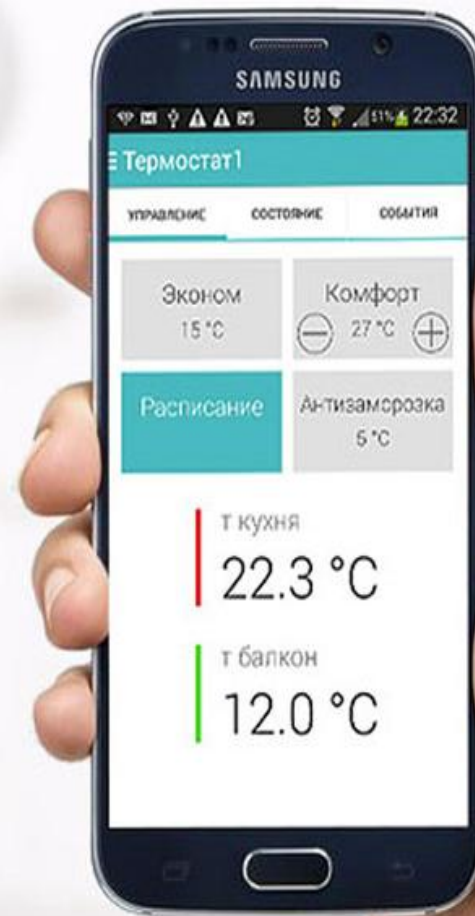 SAMSUNG
51% 22:32
Термостат1
УПРАВЛЕНИЕ СОСТОЯНИЕ СОБЫТИЯ
Эконом
15 °C
Комфорт
27 °C
Расписание
Антизаморозка
5 °C
т кухня
22.3 °C
т балкон
12.0 °C